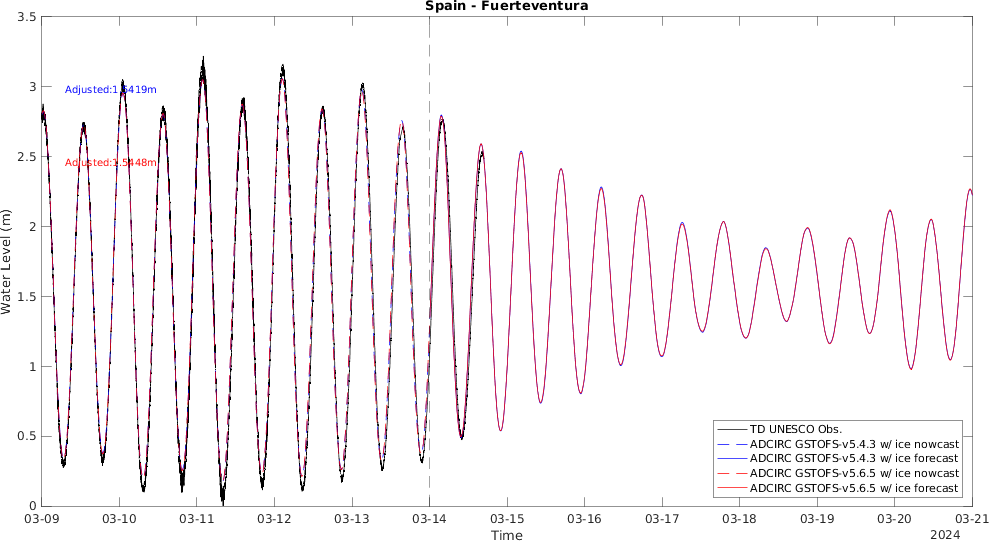 Spain - Fuerteventura
3.5
3
2.5
2
1.5
1
0.5
0
Water Level (m)
Adjusted:1.5419m
Adjusted:1.5448m
TD UNESCO Obs.
ADCIRC GSTOFS-v5.4.3 w/ ice nowcast
ADCIRC GSTOFS-v5.4.3 w/ ice forecast
ADCIRC GSTOFS-v5.6.5 w/ ice nowcast
ADCIRC GSTOFS-v5.6.5 w/ ice forecast
03-09 03-10 03-11 03-12 03-13 03-14 03-15 03-16 03-17 03-18 03-19 03-20 03-21
Time
2024